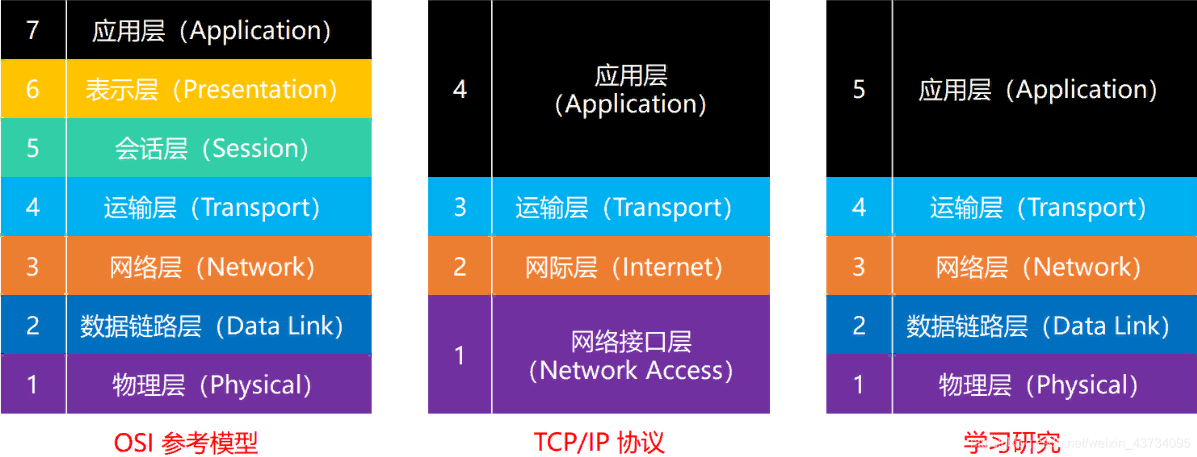 7 应用层（Application）
6 表示层（Presentation）
5 会话层（Session）
4 运输层（Transport）
3 网络层（Network）
2 数据链路层（Data Link）
1 物理层（Physical）
OSI 参考模型
4 应用层
（Application）
3 运输层（Transport）
2 网际层（Internet）
1 网络接口层
（Network Access）
TCP/IP 协议
5 应用层（Application）
4 运输层（Transport）
3 网络层（Network）
2 数据链路层（Data Link）
1 物理层（Physical）
学习研究
net/weixin_43734095